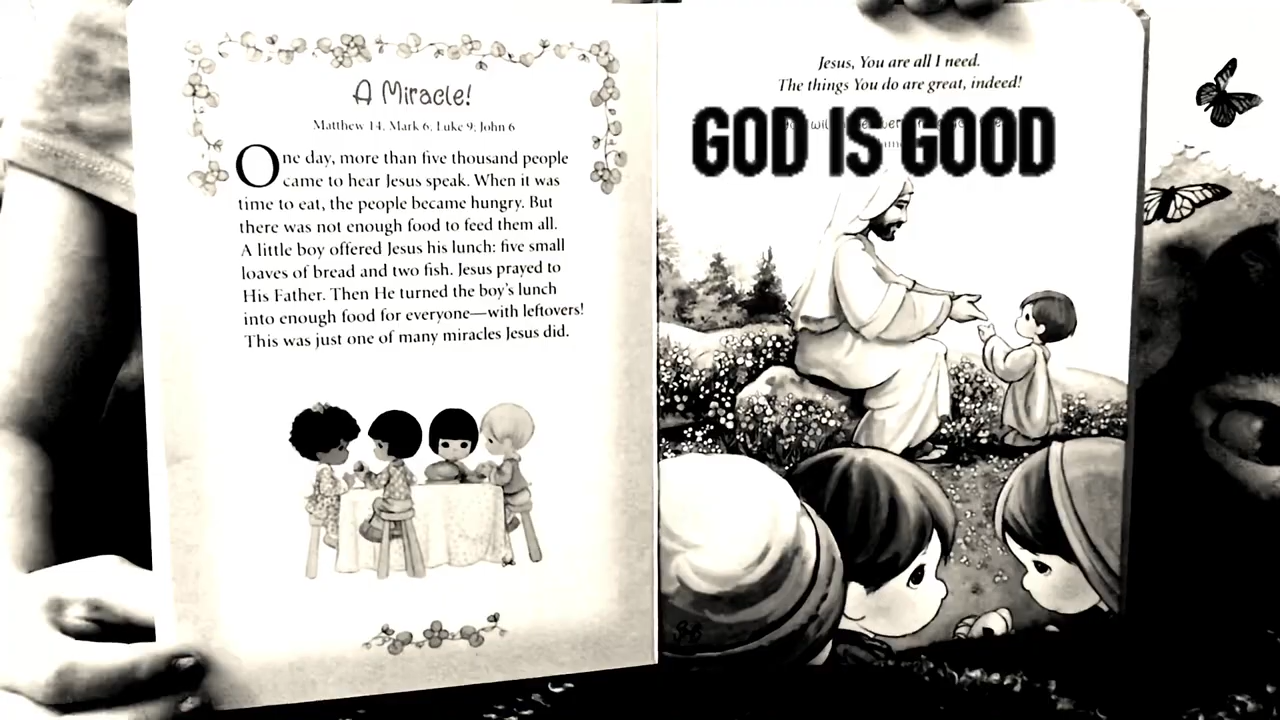 A Miracle!
Matthew 14, Mark 6, Luke 9, John 6
One day, more than five thousand people
came to hear Jesus speak. When it was
time to eat, the people became hungry. But
there was not enough food to feed them all.
A little boy offered Jesus his lunch: five small
loaves of bread and two fish. Jesus prayed to
His Father. Then He turned the boy's lunch
into enough food for everyone—with leftovers!
This was just one of many miracles Jesus did.
Jesus, You are all I need.
The things You do are great, indeed!
GOD IS GOOD